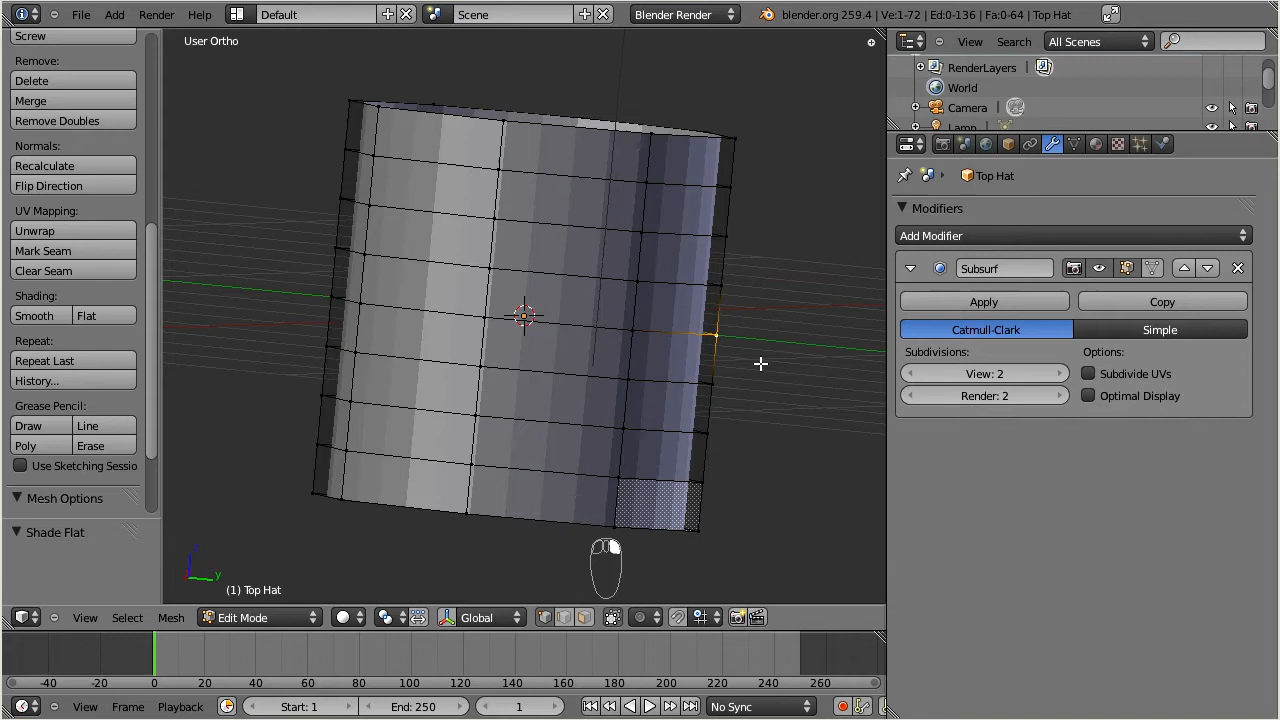 File Add Render Help Default Scene Blender Render blender.org 259.4 | Ve:1-72 | Ed:0-136 | Fa:0-64 | Top Hat
Screw
Remove:
Delete
Merge
Remove Doubles
Normals:
Recalculate
Flip Direction
UV Mapping:
Unwrap
Mark Seam
Clear Seam
Shading:
Smooth Flat
Repeat:
Repeat Last
History...
Grease Pencil:
Draw Line
Poly Erase
Use Sketching Sessio
Mesh Options
Shade Flat
User Ortho
z
y
(1) Top Hat
View Select Mesh Edit Mode Global
View Search All Scenes
RenderLayers |
World
Camera |
Lamp
Top Hat
Modifiers
Add Modifier
Subsurf
Apply Copy
Catmull-Clark Simple
Subdivisions: Options:
View: 2 Subdivide UVs
Render: 2 Optimal Display
-40 -20 0 20 40 60 80 100 120 140 160 180 200 220 240 260
View Frame Playback Start: 1 End: 250 1 No Sync